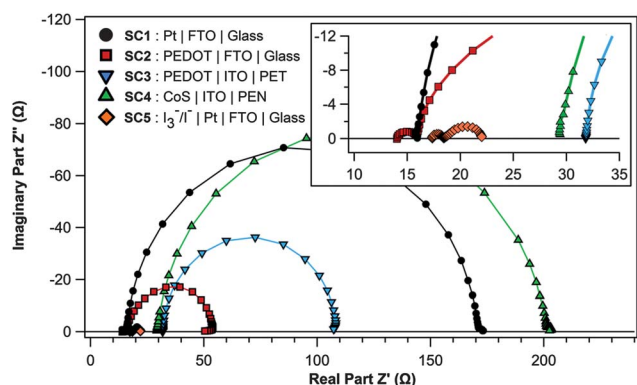 -120
-100
-80
-60
-40
-20
0
Imaginary Part Z" (Ω)
SC1 : Pt | FTO | Glass
SC2 : PEDOT | FTO | Glass
SC3 : PEDOT | ITO | PET
SC4 : CoS | ITO | PEN
SC5 : I₃⁻/I⁻ | Pt | FTO | Glass
-12
-8
-4
0
10 15 20 25 30 35
0 50 100 150 200
Real Part Z' (Ω)